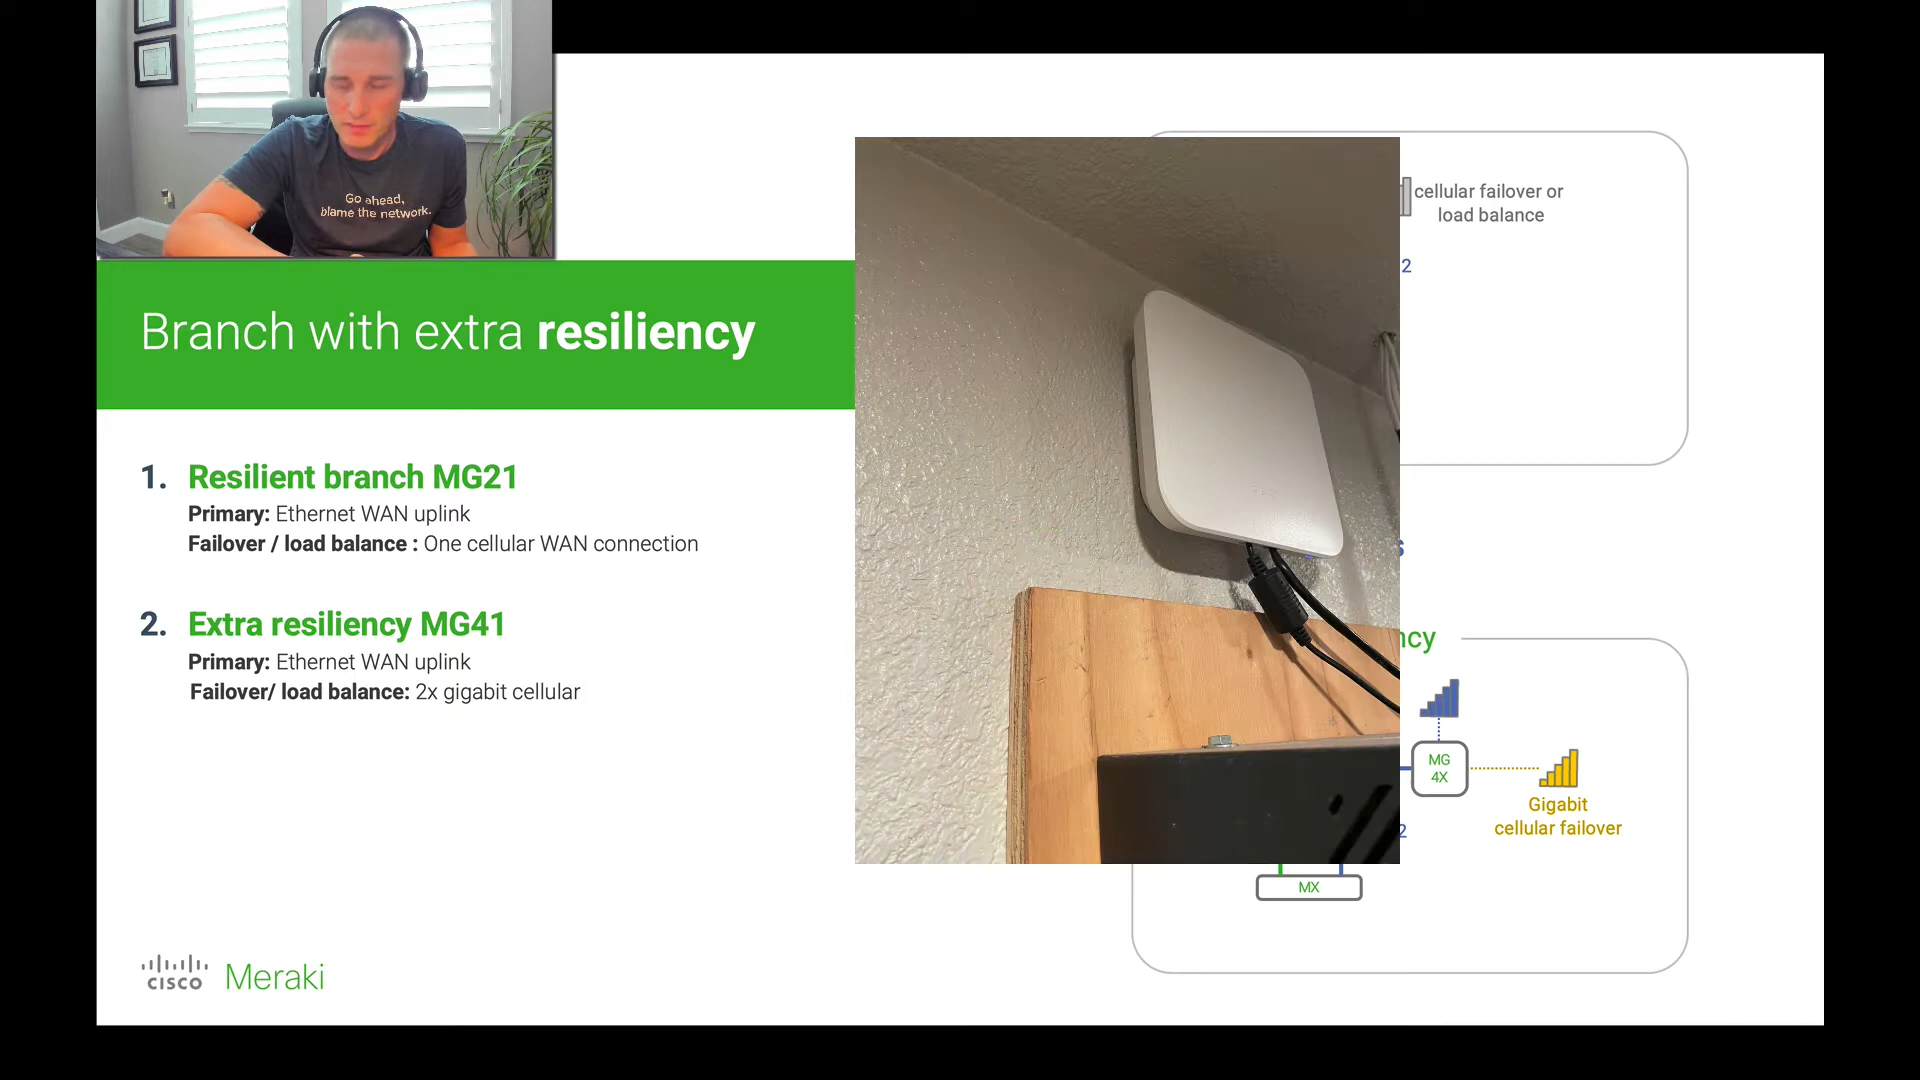 Go ahead,
blame the network.
Branch with extra resiliency
1. Resilient branch MG21
Primary: Ethernet WAN uplink
Failover / load balance : One cellular WAN connection
2. Extra resiliency MG41
Primary: Ethernet WAN uplink
Failover/ load balance: 2x gigabit cellular
cisco Meraki
cellular failover or
load balance
2
s
ncy
MG
4X
Gigabit
cellular failover
2
MX